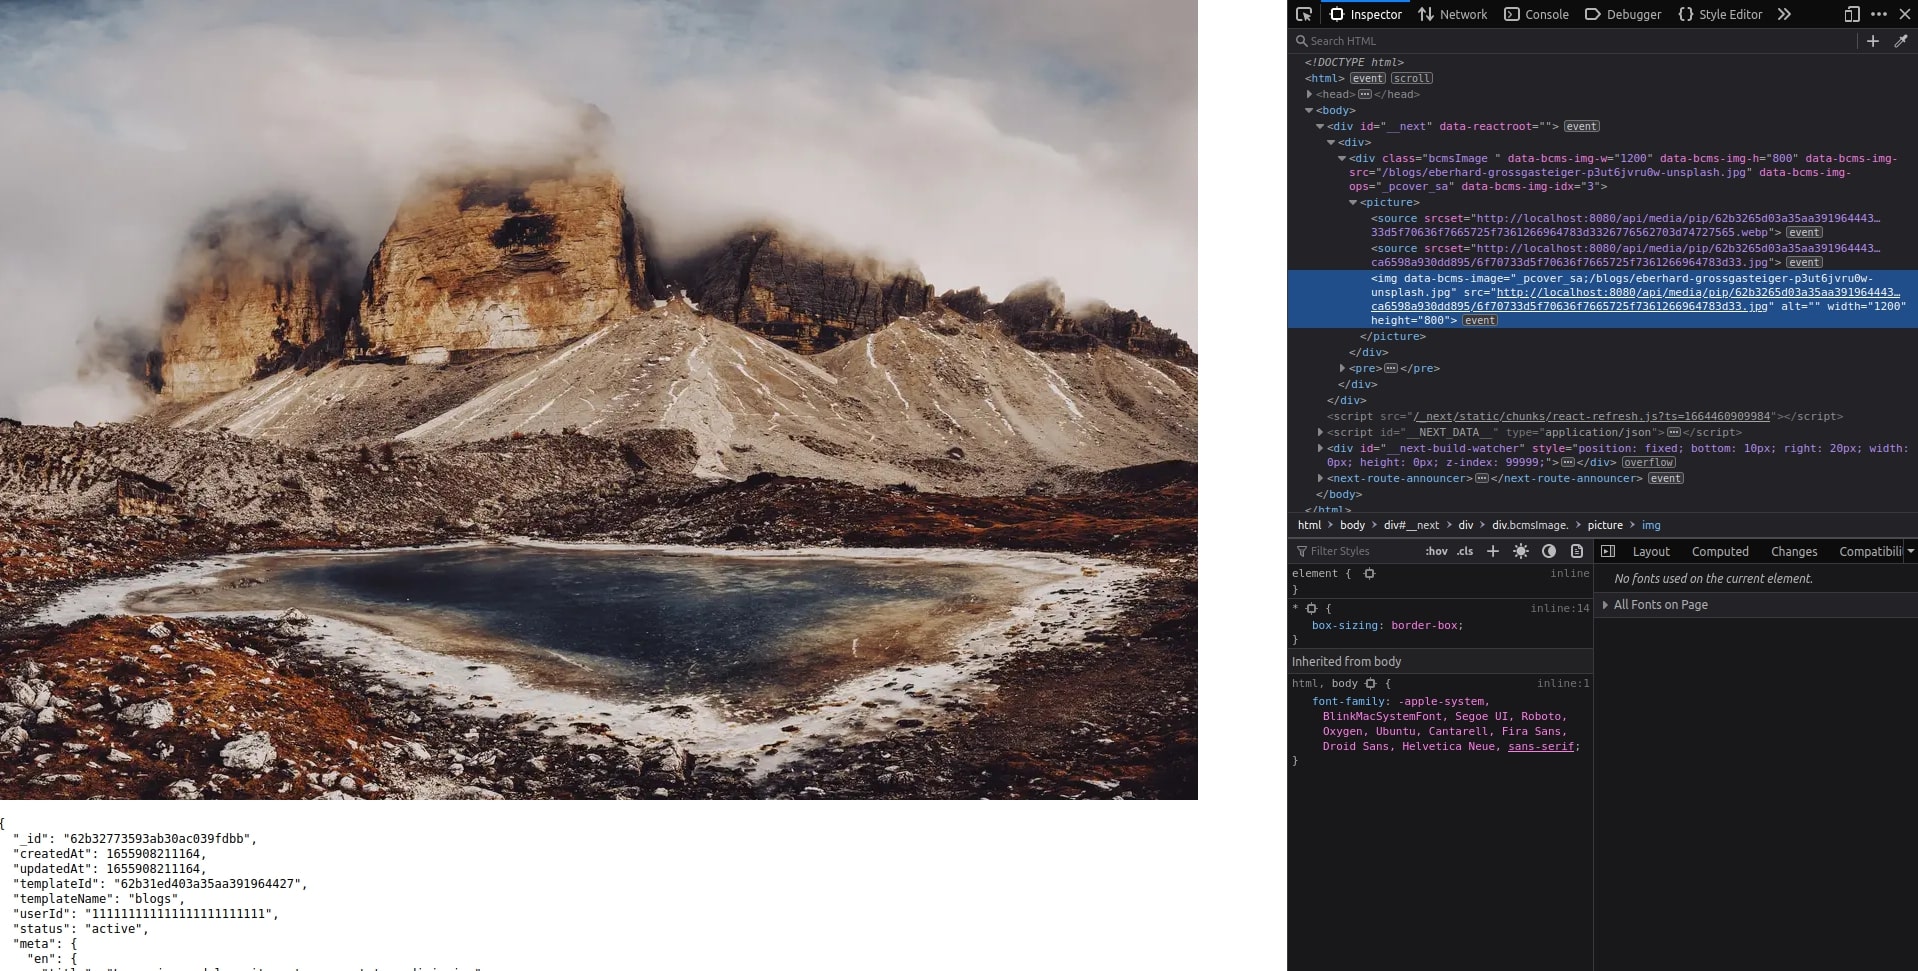 Inspector Network Console Debugger Style Editor
Search HTML
<!DOCTYPE html>
<html> event scroll
<head> </head>
<body>
<div id="__next" data-reactroot=""> event
<div>
<div class="bcmsImage " data-bcms-img-w="1200" data-bcms-img-h="800" data-bcms-img-
src="/blogs/eberhard-grossgasteiger-p3ut6jvru0w-unsplash.jpg" data-bcms-img-
ops="_pcover_sa" data-bcms-img-idx="3">
<picture>
<source srcset="http://localhost:8080/api/media/pip/62b3265d03a35aa391964443…
33d5f70636f7665725f7361266964783d3326776562703d74727565.webp"> event
<source srcset="http://localhost:8080/api/media/pip/62b3265d03a35aa391964443…
ca6598a930dd895/6f70733d5f70636f7665725f7361266964783d33.jpg"> event
<img data-bcms-image="_pcover_sa;/blogs/eberhard-grossgasteiger-p3ut6jvru0w-
unsplash.jpg" src="http://localhost:8080/api/media/pip/62b3265d03a35aa391964443…
ca6598a930dd895/6f70733d5f70636f7665725f7361266964783d33.jpg" alt="" width="1200"
height="800"> event
</picture>
</div>
<pre> </pre>
</div>
</div>
<script src="/_next/static/chunks/react-refresh.js?ts=1664460909984"></script>
<script id="__NEXT_DATA__" type="application/json"> </script>
<div id="__next-build-watcher" style="position: fixed; bottom: 10px; right: 20px; width:
0px; height: 0px; z-index: 99999;"> </div> overflow
<next-route-announcer> </next-route-announcer> event
</body>
</html>
html body div#__next div div.bcmsImage. picture img
Filter Styles :hov .cls
element { inline
}
* { inline:14
box-sizing: border-box;
}
Inherited from body
html, body { inline:1
font-family: -apple-system,
BlinkMacSystemFont, Segoe UI, Roboto,
Oxygen, Ubuntu, Cantarell, Fira Sans,
Droid Sans, Helvetica Neue, sans-serif;
}
Layout Computed Changes Compatibili
No fonts used on the current element.
All Fonts on Page
{
"_id": "62b32773593ab30ac039fdbb",
"createdAt": 1655908211164,
"updatedAt": 1655908211164,
"templateId": "62b31ed403a35aa391964427",
"templateName": "blogs",
"userId": "111111111111111111111111",
"status": "active",
"meta": {
"en": {